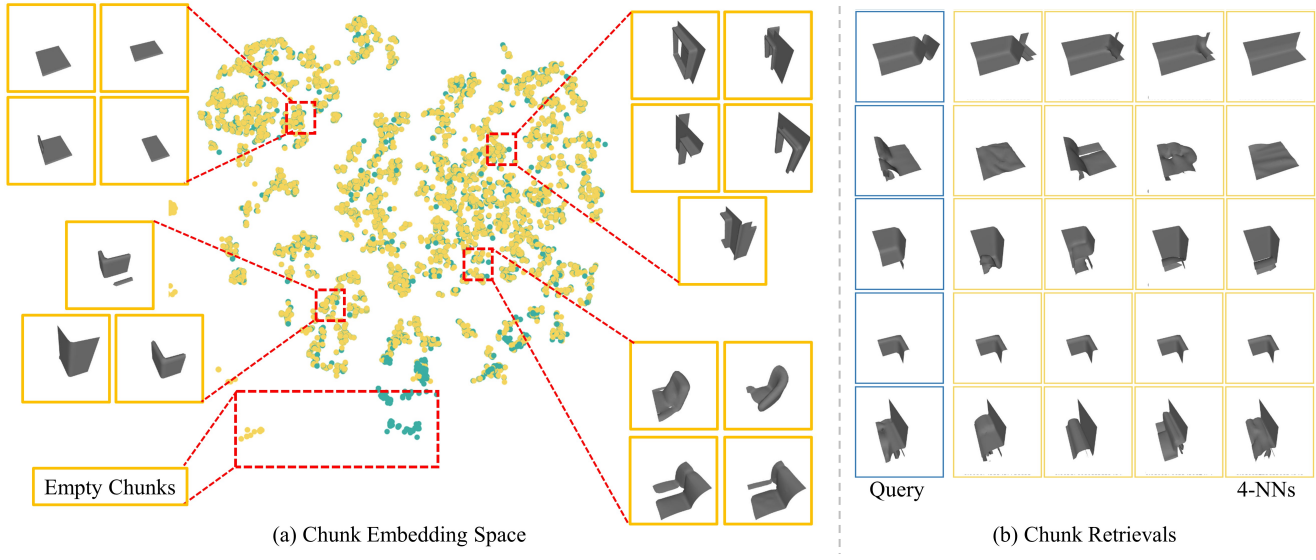 Empty Chunks
(a) Chunk Embedding Space
Query
4-NNs
(b) Chunk Retrievals